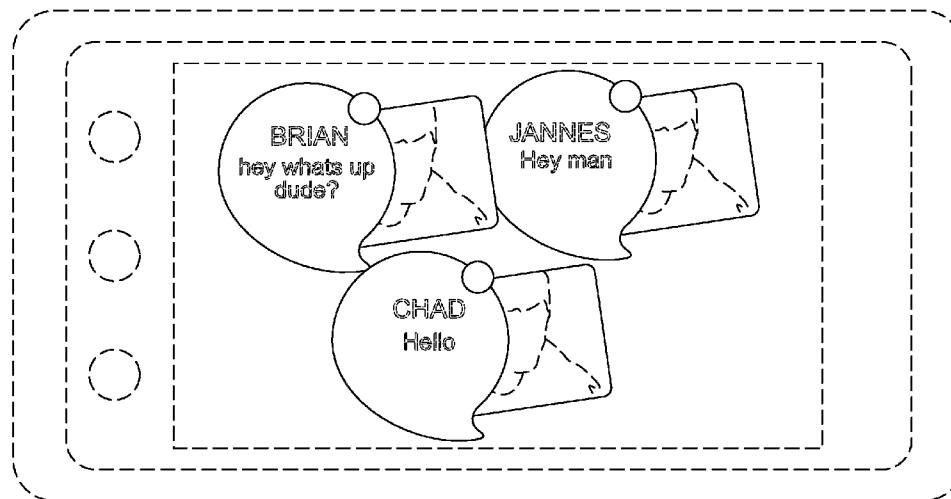 BRIAN
hey whats up
dude?
JANNES
Hey man
CHAD
Hello